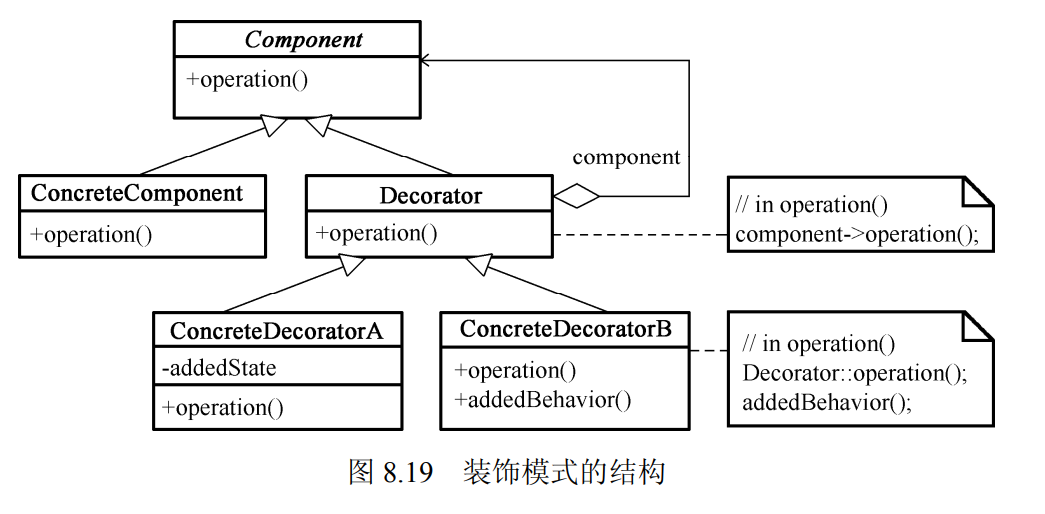 Component
+operation()
component
ConcreteComponent
+operation()
Decorator
+operation()
// in operation()
component->operation();
ConcreteDecoratorA
-addedState
+operation()
ConcreteDecoratorB
+operation()
+addedBehavior()
// in operation()
Decorator::operation();
addedBehavior();
图 8.19 装饰模式的结构